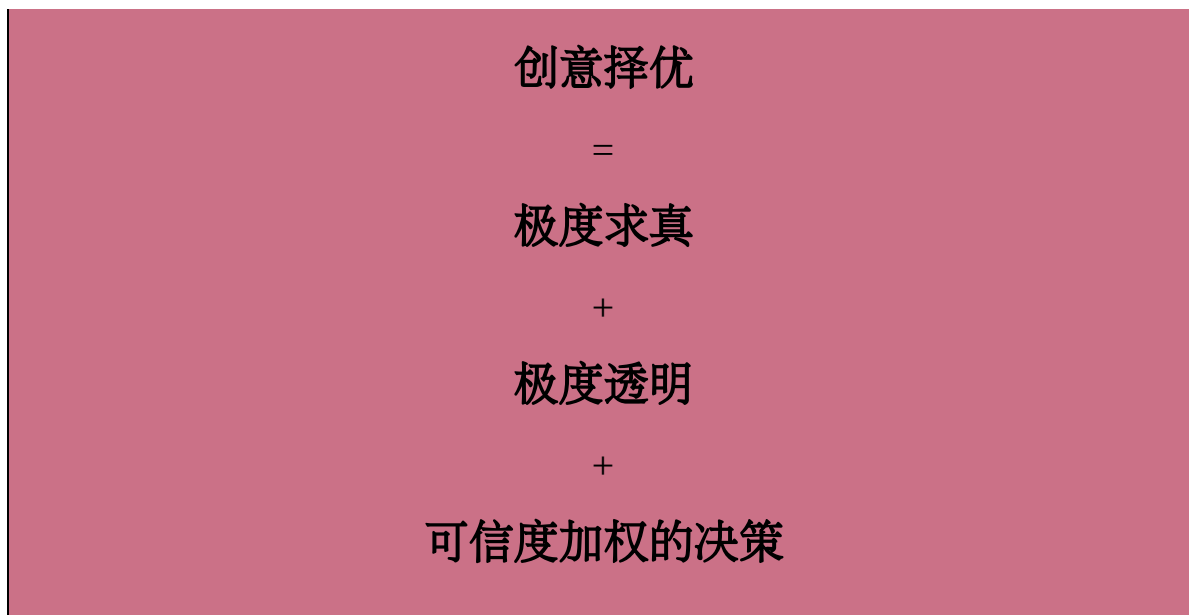 创意择优
=
极度求真
+
极度透明
+
可信度加权的决策